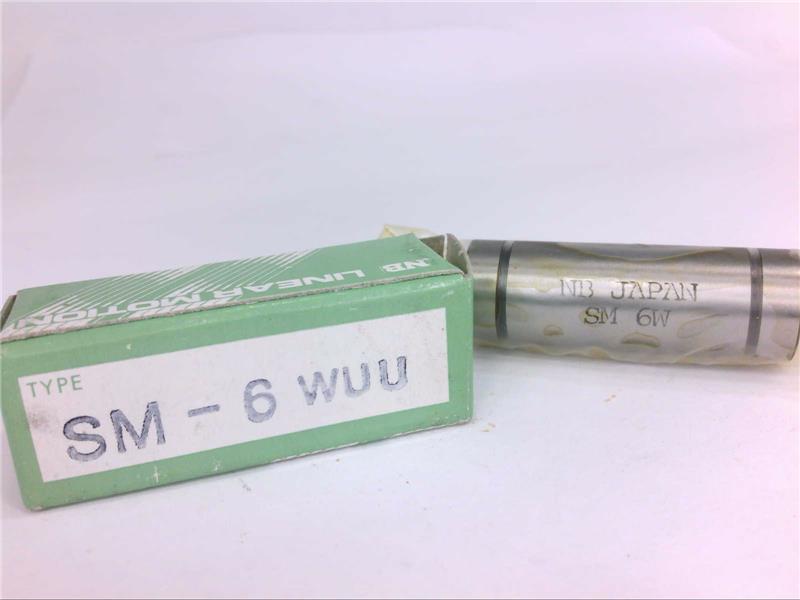 NB LINEAR MOTION
TYPE
SM - 6 WUU
NB JAPAN
SM 6W